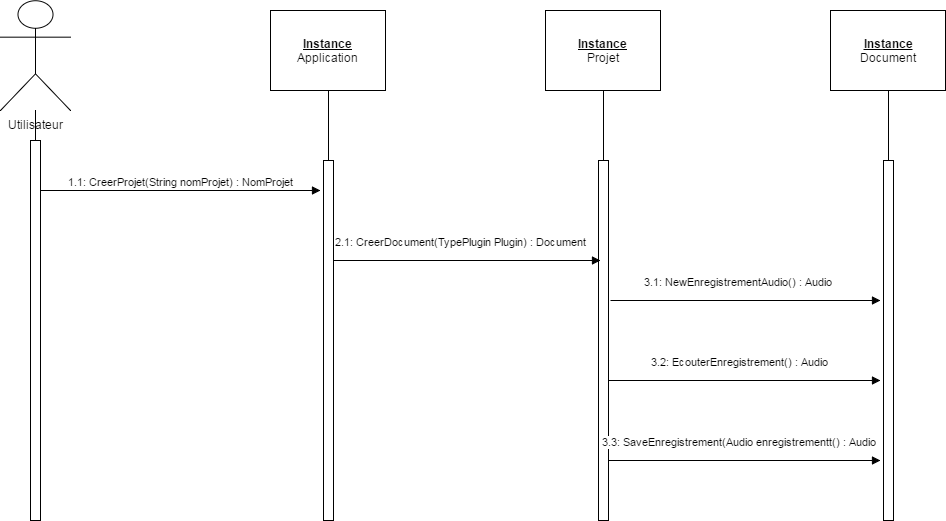 Instance
Application
Instance
Projet
Instance
Document
Utilisateur
1.1: CreerProjet(String nomProjet) : NomProjet
2.1: CreerDocument(TypePlugin Plugin) : Document
3.1: NewEnregistrementAudio() : Audio
3.2: EcouterEnregistrement() : Audio
3.3: SaveEnregistrement(Audio enregistrementt() : Audio